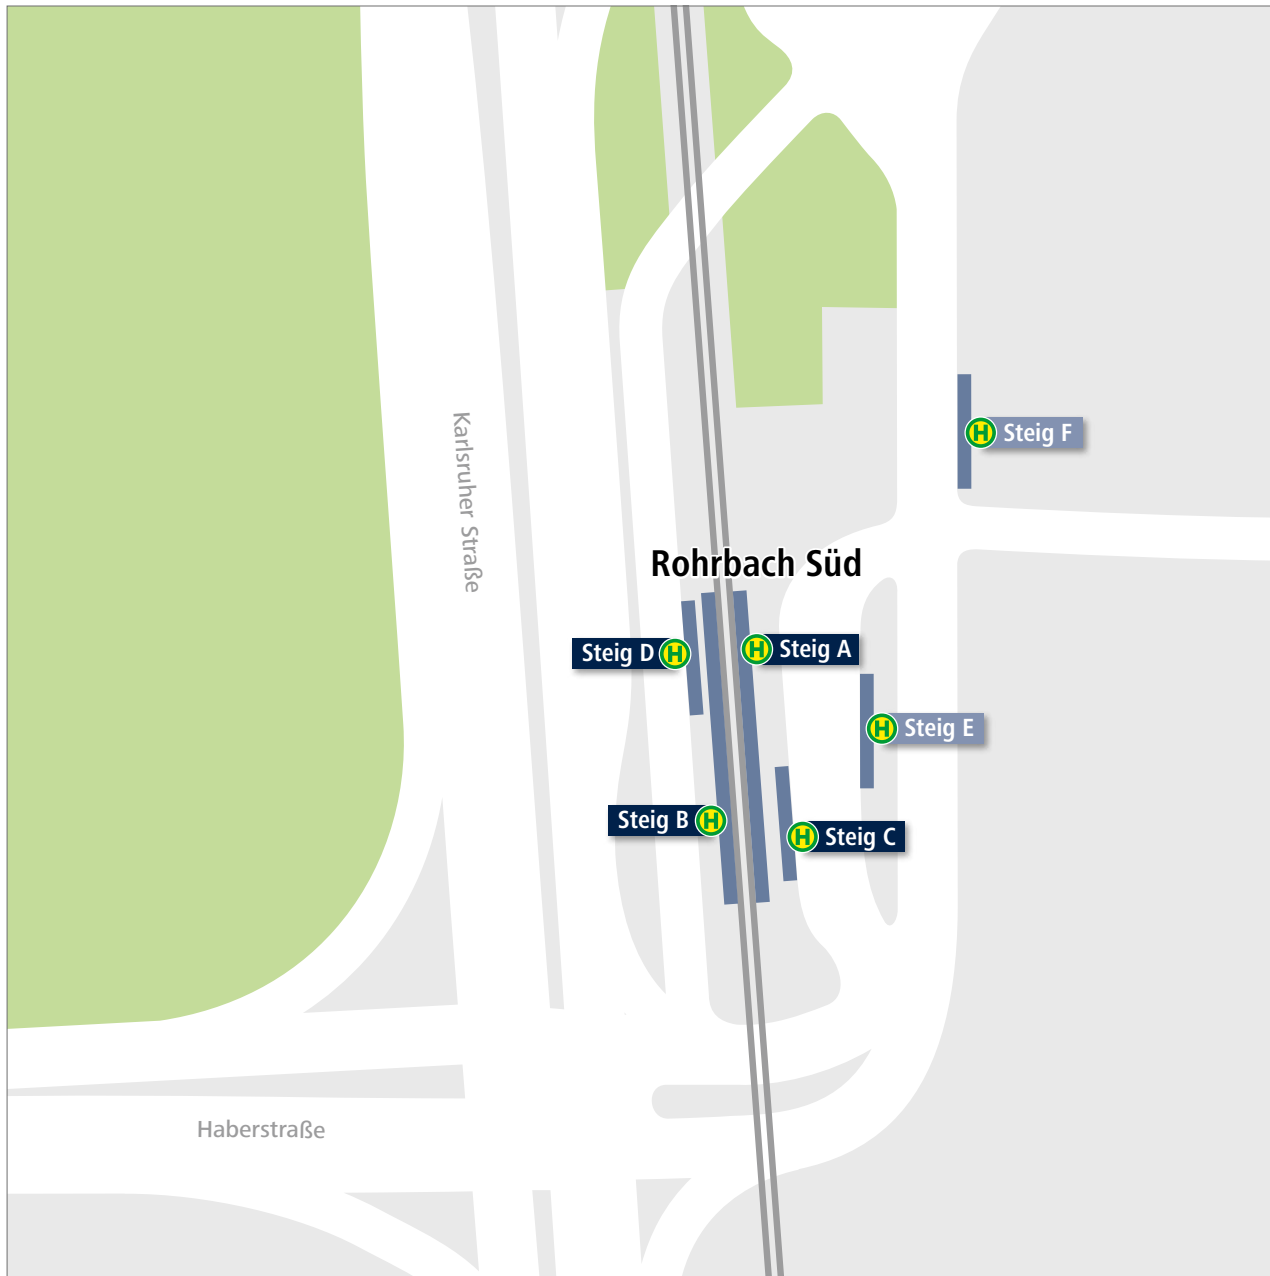 H Steig F
Karlsruher Straße
Rohrbach Süd
Steig D H
H Steig A
H Steig E
Steig B H
H Steig C
Haberstraße